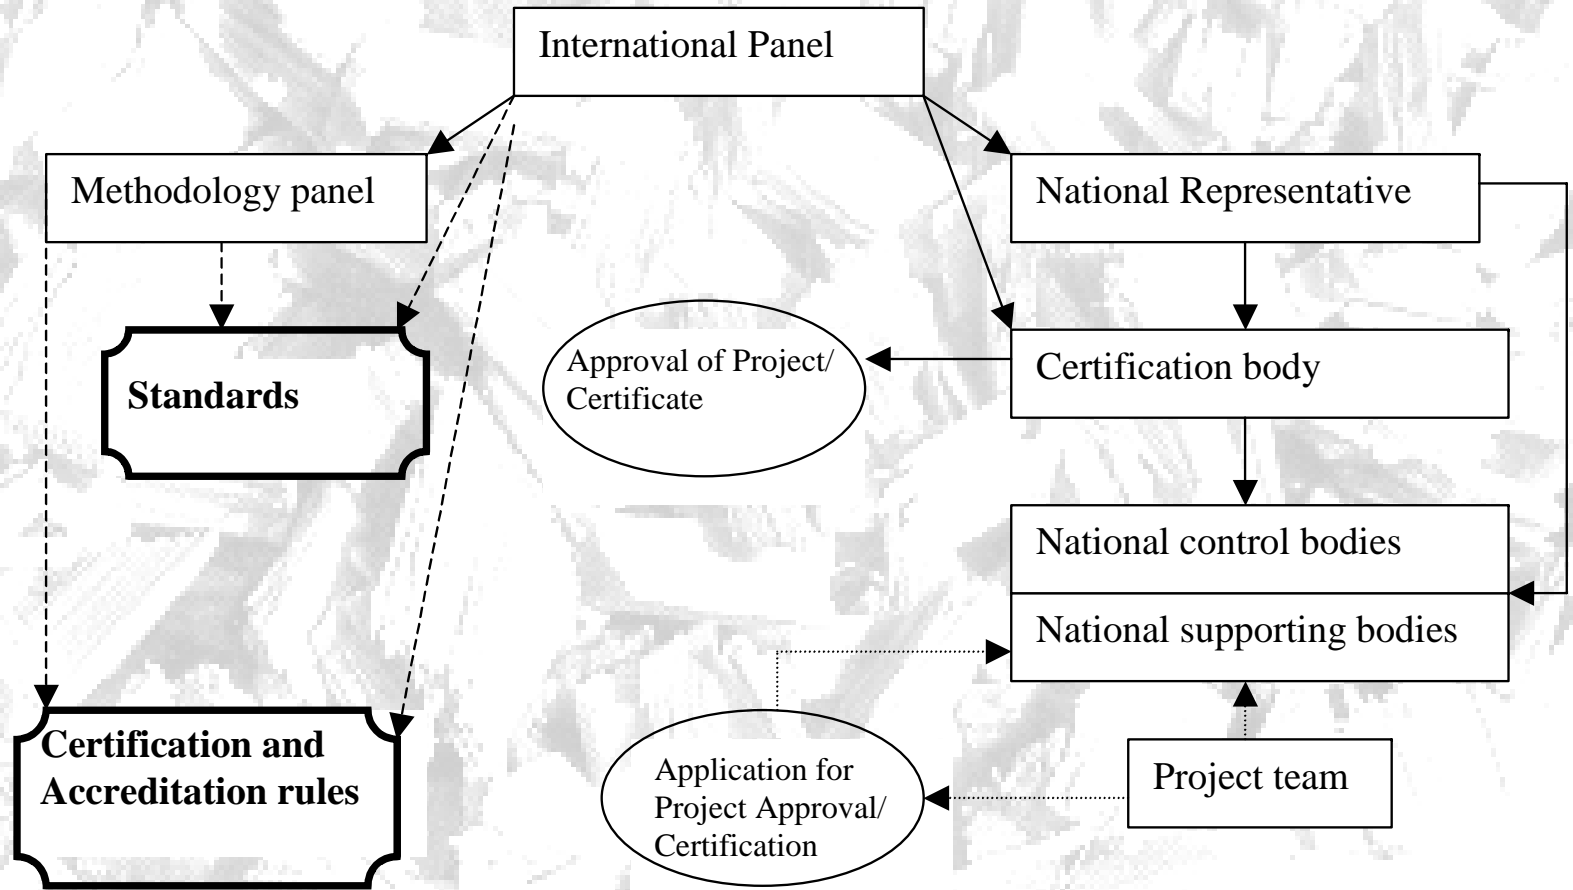 International Panel
Methodology panel
National Representative
Approval of Project/
Certificate
Certification body
Standards
National control bodies
National supporting bodies
Certification and
Accreditation rules
Application for
Project Approval/
Certification
Project team